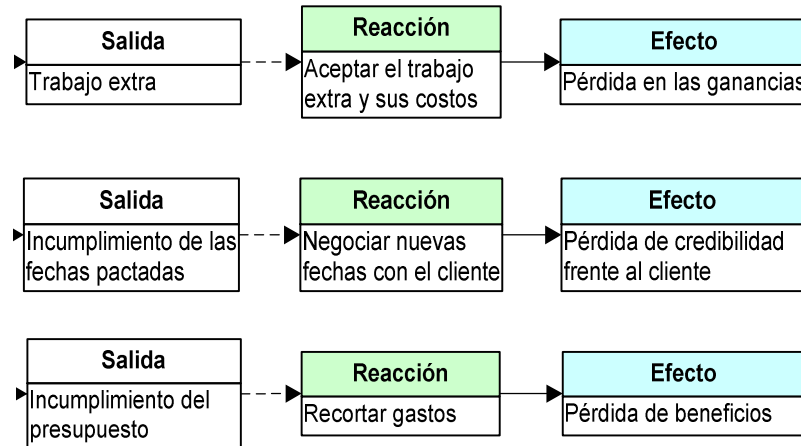 Salida
Trabajo extra
Reacción
Aceptar el trabajo
extra y sus costos
Efecto
Pérdida en las ganancias
Salida
Incumplimiento de las
fechas pactadas
Reacción
Negociar nuevas
fechas con el cliente
Efecto
Pérdida de credibilidad
frente al cliente
Salida
Incumplimiento del
presupuesto
Reacción
Recortar gastos
Efecto
Pérdida de beneficios